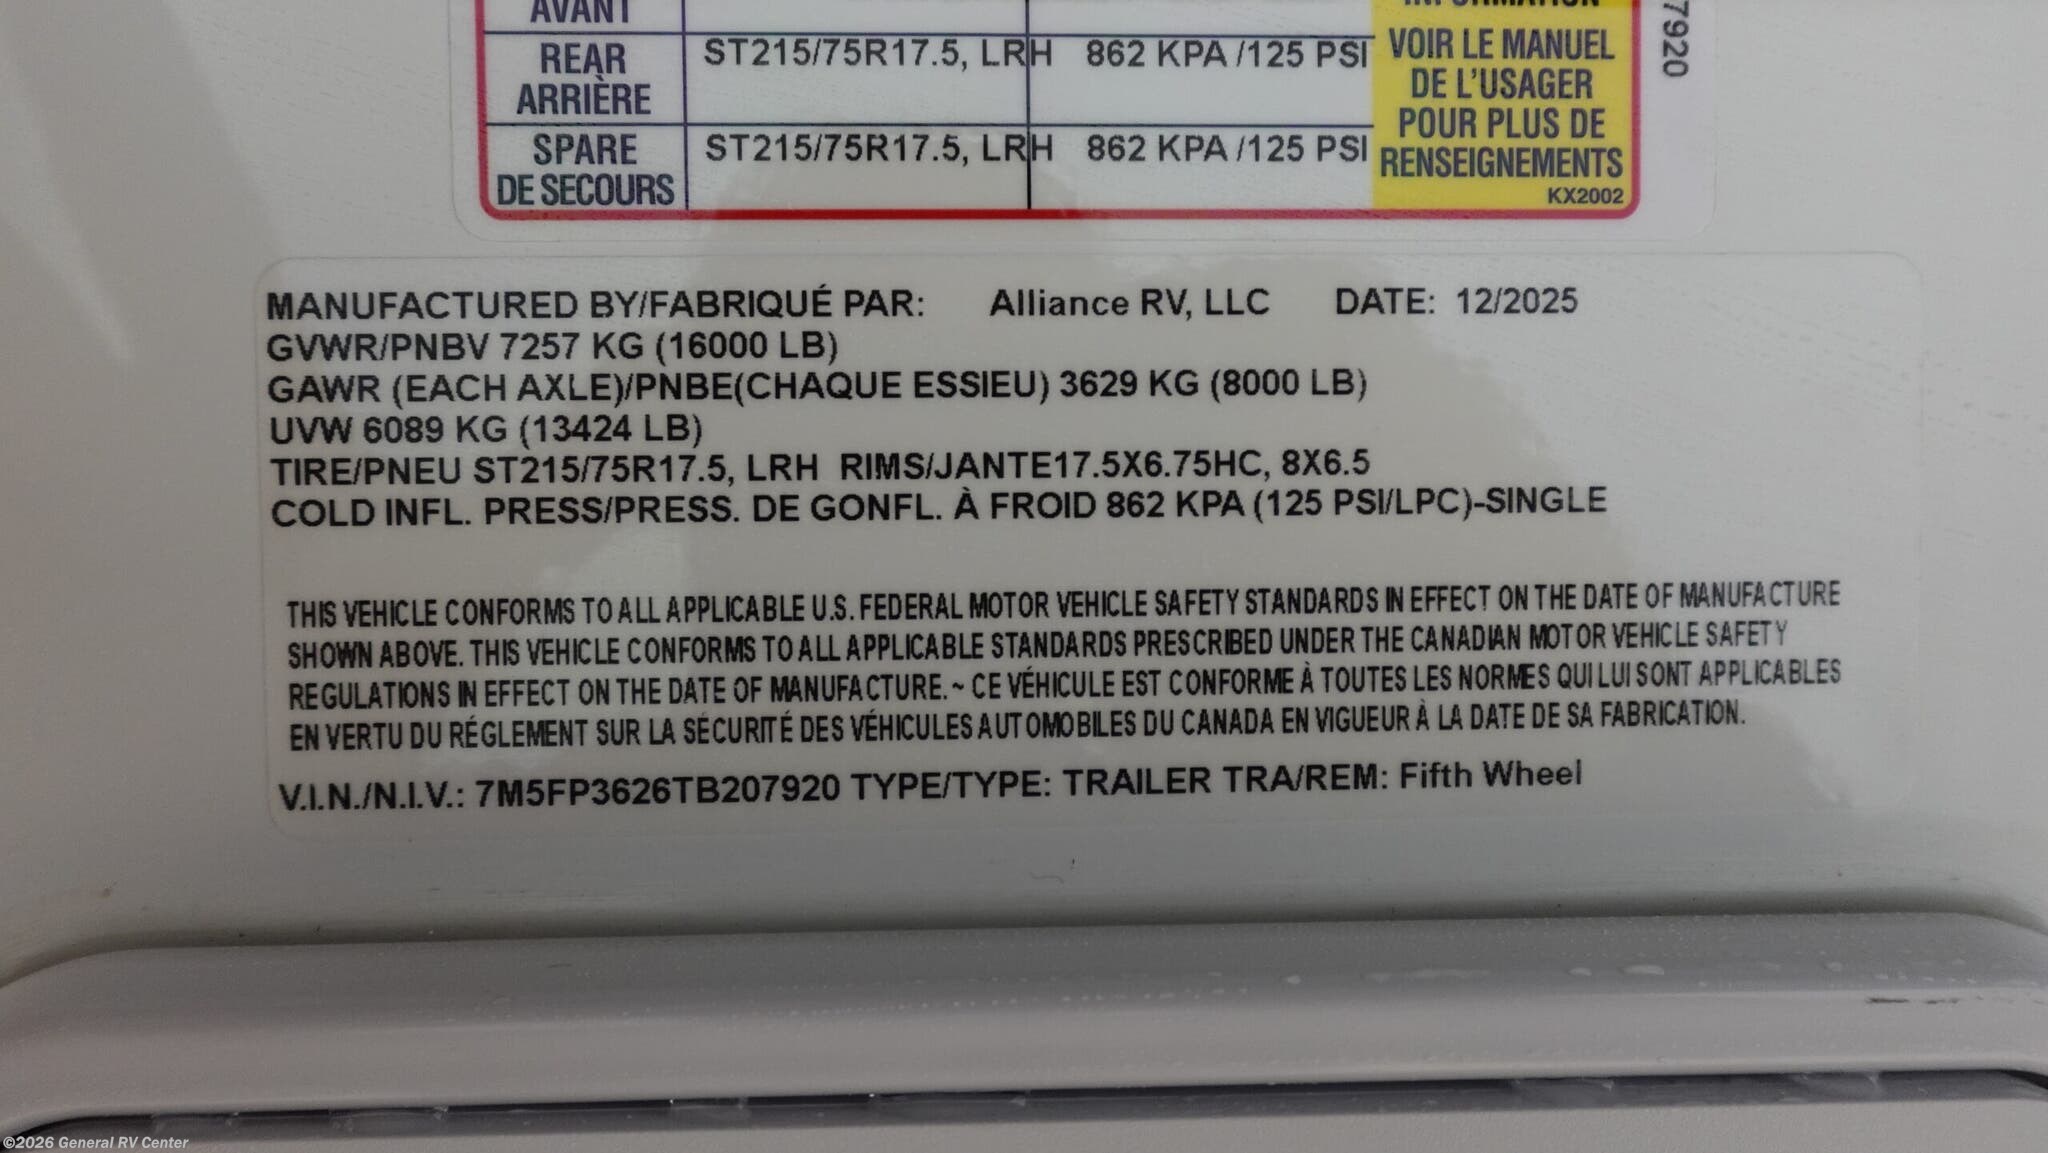 AVANT
INFORMATION
REAR
ARRIÈRE
ST215/75R17.5, LRH 862 KPA /125 PSI
SPARE
DE SECOURS
ST215/75R17.5, LRH 862 KPA /125 PSI
VOIR LE MANUEL
DE L'USAGER
POUR PLUS DE
RENSEIGNEMENTS
KX2002
7920
MANUFACTURED BY/FABRIQUÉ PAR: Alliance RV, LLC DATE: 12/2025
GVWR/PNBV 7257 KG (16000 LB)
GAWR (EACH AXLE)/PNBE(CHAQUE ESSIEU) 3629 KG (8000 LB)
UVW 6089 KG (13424 LB)
TIRE/PNEU ST215/75R17.5, LRH RIMS/JANTE17.5X6.75HC, 8X6.5
COLD INFL. PRESS/PRESS. DE GONFL. À FROID 862 KPA (125 PSI/LPC)-SINGLE
THIS VEHICLE CONFORMS TO ALL APPLICABLE U.S. FEDERAL MOTOR VEHICLE SAFETY STANDARDS IN EFFECT ON THE DATE OF MANUFACTURE
SHOWN ABOVE. THIS VEHICLE CONFORMS TO ALL APPLICABLE STANDARDS PRESCRIBED UNDER THE CANADIAN MOTOR VEHICLE SAFETY
REGULATIONS IN EFFECT ON THE DATE OF MANUFACTURE. ~ CE VÉHICULE EST CONFORME À TOUTES LES NORMES QUI LUI SONT APPLICABLES
EN VERTU DU RÉGLEMENT SUR LA SÉCURITÉ DES VÉHICULES AUTOMOBILES DU CANADA EN VIGUEUR À LA DATE DE SA FABRICATION.
V.I.N./N.I.V.: 7M5FP3626TB207920 TYPE/TYPE: TRAILER TRA/REM: Fifth Wheel
©2026 General RV Center